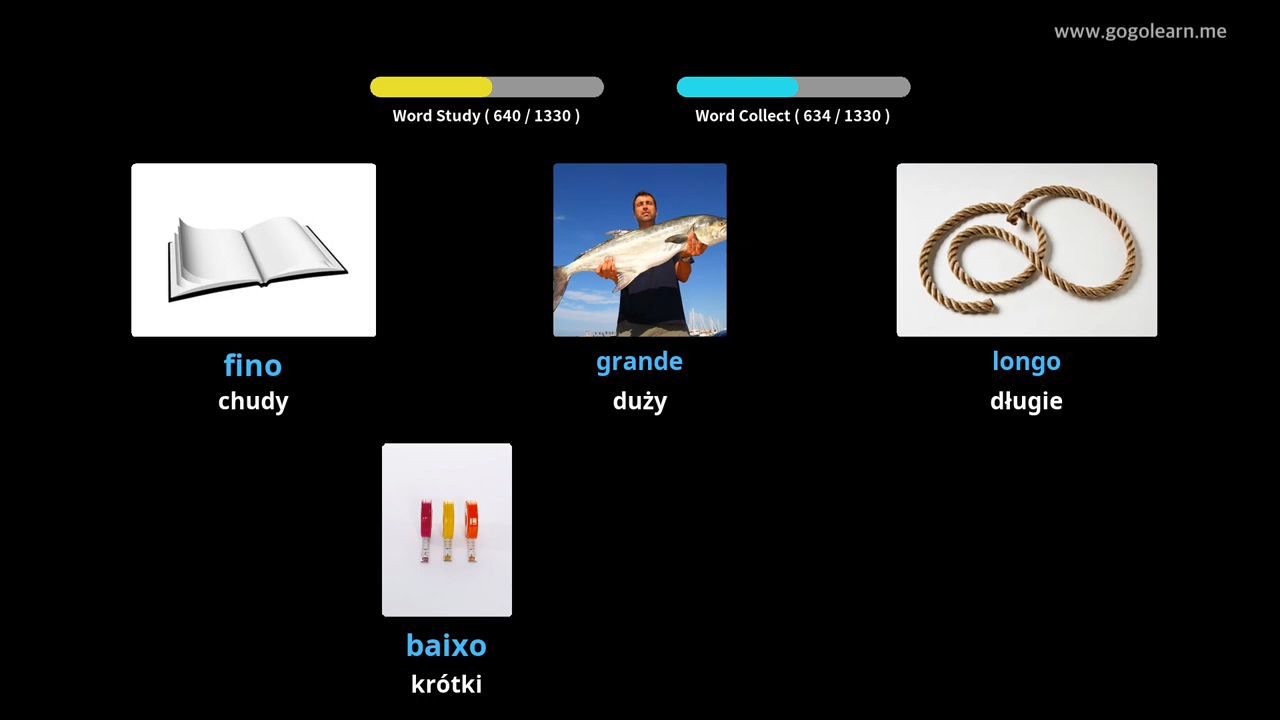 www.gogolearn.me
Word Study ( 640 / 1330 )
Word Collect ( 634 / 1330 )
fino
chudy
grande
duży
longo
długie
baixo
krótki